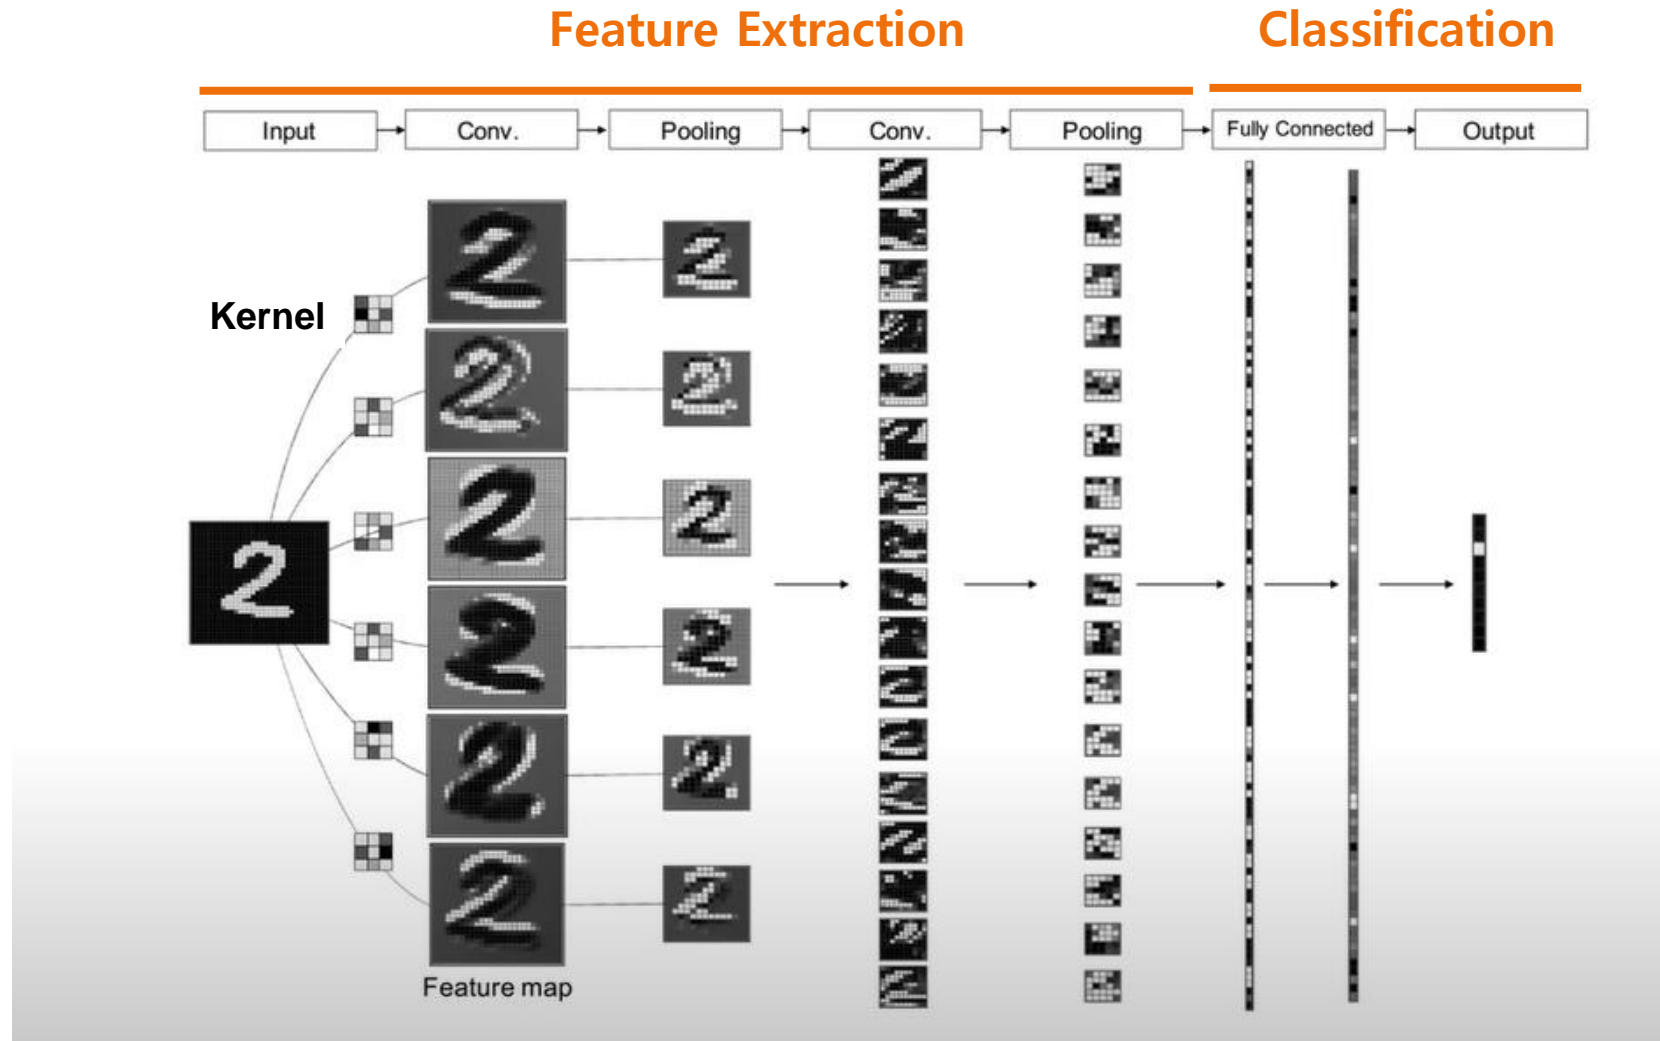 Feature Extraction
Classification
Input
Conv.
Pooling
Conv.
Pooling
Fully Connected
Output
Kernel
Feature map